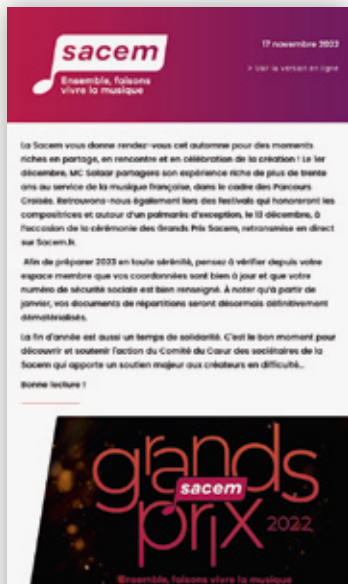 sacem
17 novembre 2022
> Voir la version en ligne
Ensemble, faisons
vivre la musique
La Sacem vous donne rendez-vous cet automne pour des moments
riches en partage, en rencontre et en célébration de la création ! Le 1er
décembre, MC Solaar partagera son expérience riche de plus de trente
ans au service de la musique française, dans le cadre des Parcours
Croisés. Retrouvons-nous également lors des festivals qui honoreront les
compositrices et autour d'un palmarès d'exception, le 12 décembre, à
l'occasion de la cérémonie des Grands Prix Sacem, retransmise en direct
sur Sacem.fr.
Afin de préparer 2023 en toute sérénité, pensez à vérifier depuis votre
espace membre que vos coordonnées sont bien à jour et que votre
numéro de sécurité sociale est bien renseigné. À noter qu'à partir de
janvier, vos documents de répartitions seront désormais définitivement
dématérialisés.
La fin d'année est aussi un temps de solidarité. C'est le bon moment pour
découvrir et soutenir l'action du Comité du Cœur des sociétaires de la
Sacem qui apporte un soutien majeur aux créateurs en difficulté...
Bonne lecture !
grands
sacem
prix 2022
Ensemble, faisons vivre la musique